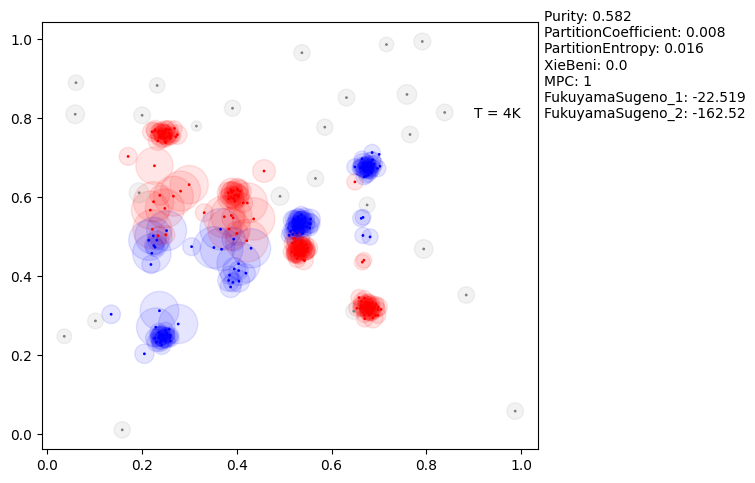 Purity: 0.582
PartitionCoefficient: 0.008
PartitionEntropy: 0.016
XieBeni: 0.0
MPC: 1
FukuyamaSugeno_1: -22.519
FukuyamaSugeno_2: -162.52
T = 4K
1.0
0.8
0.6
0.4
0.2
0.0
0.0 0.2 0.4 0.6 0.8 1.0